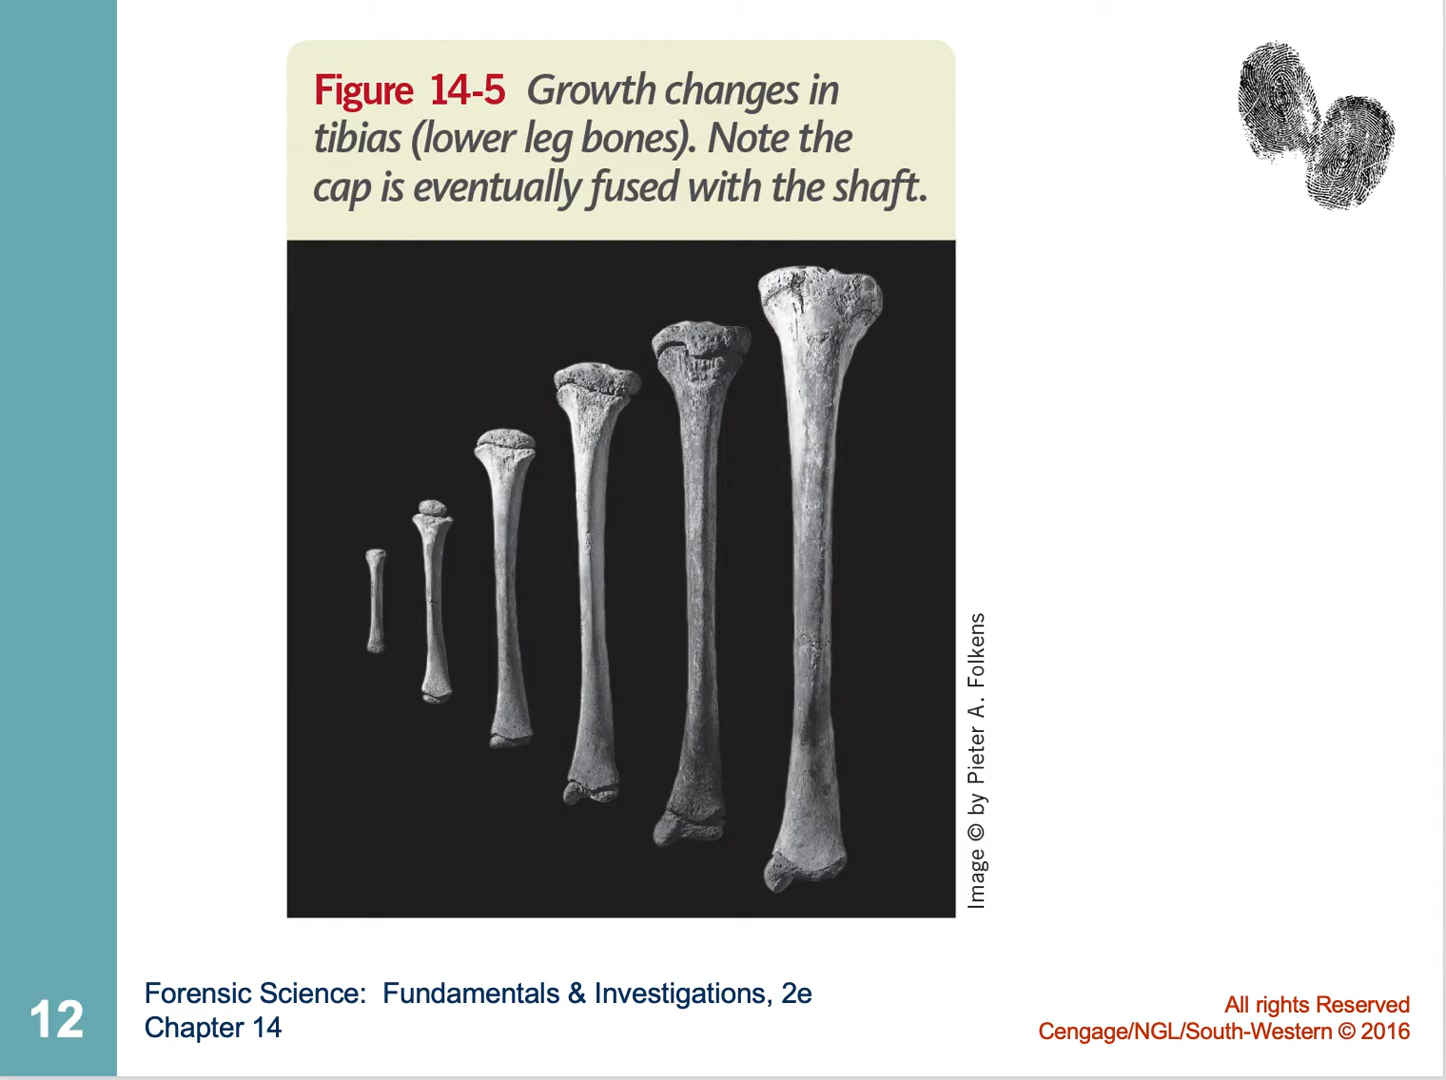 Figure 14-5 Growth changes in
tibias (lower leg bones). Note the
cap is eventually fused with the shaft.
Image © by Pieter A. Folkens
12
Forensic Science: Fundamentals & Investigations, 2e
Chapter 14
All rights Reserved
Cengage/NGL/South-Western © 2016